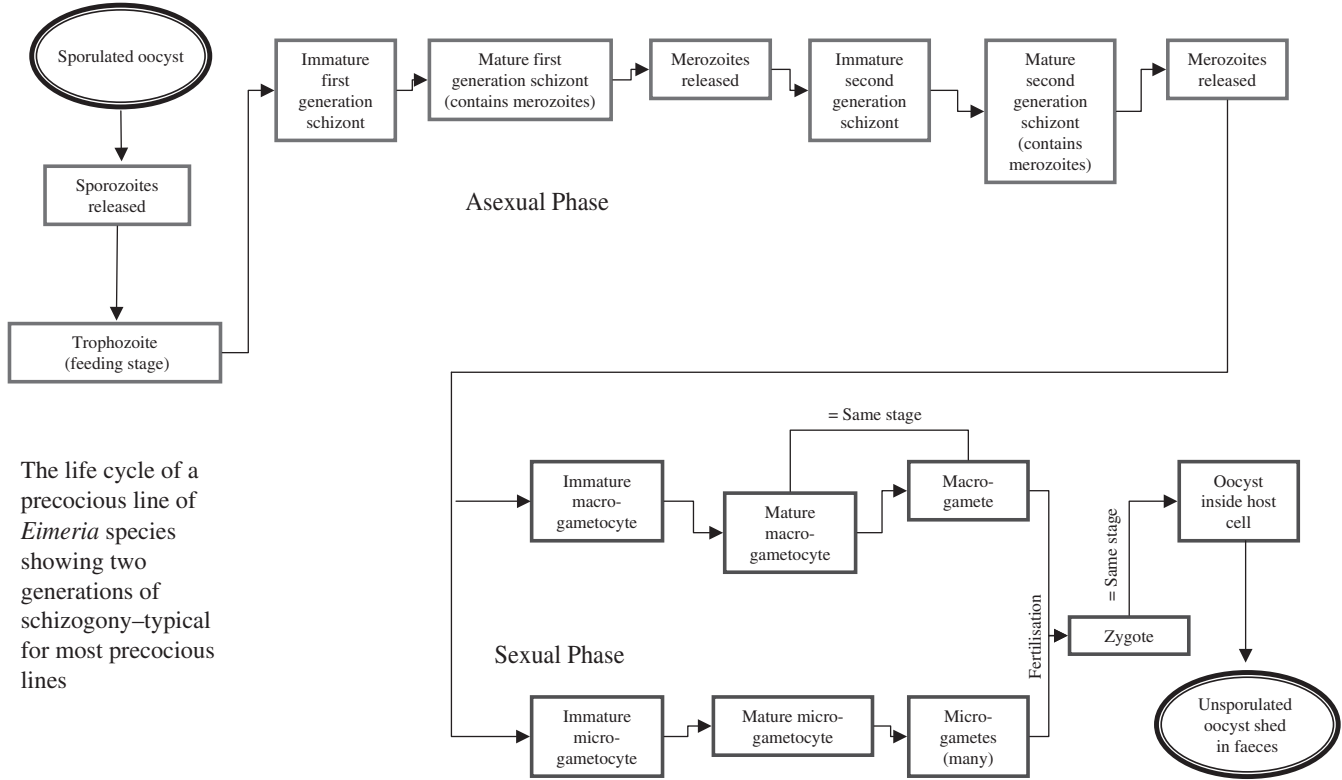 Sporulated oocyst
Sporozoites
released
Trophozoite
(feeding stage)
Immature
first
generation
schizont
Mature first
generation schizont
(contains merozoites)
Merozoites
released
Immature
second
generation
schizont
Mature
second
generation
schizont
(contains
merozoites)
Merozoites
released
Asexual Phase
The life cycle of a
precocious line of
Eimeria species
showing two
generations of
schizogony–typical
for most precocious
lines
= Same stage
Immature
macro-
gametocyte
Mature
macro-
gametocyte
Macro-
gamete
Sexual Phase
Immature
micro-
gametocyte
Mature micro-
gametocyte
Micro-
gametes
(many)
Fertilisation
Zygote
= Same stage
Oocyst
inside host
cell
Unsporulated
oocyst shed
in faeces